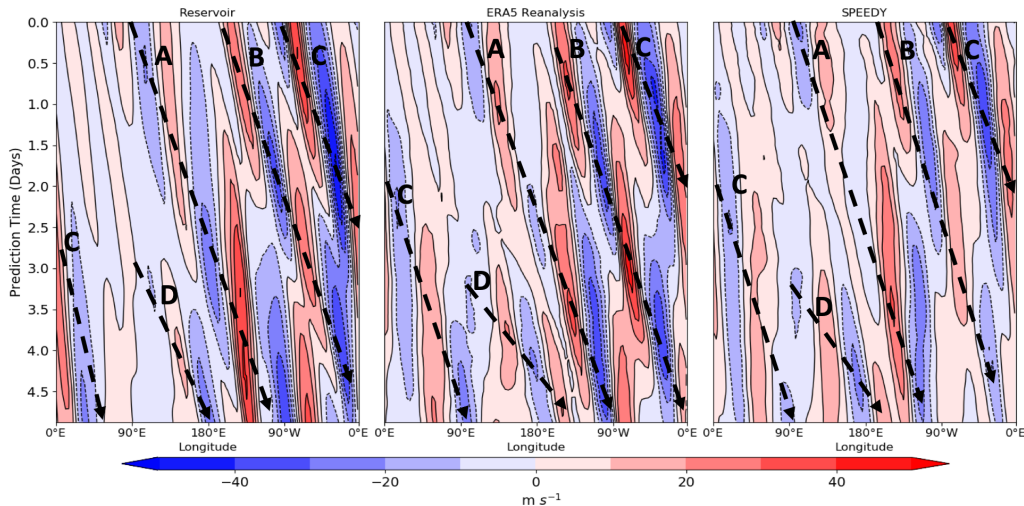 Reservoir
ERA5 Reanalysis
SPEEDY
Prediction Time (Days)
0.0
0.5
1.0
1.5
2.0
2.5
3.0
3.5
4.0
4.5
A
B
C
C
D
A
B
C
C
D
A
B
C
C
D
0°E 90°E 180°E 90°W 0°E
0°E 90°E 180°E 90°W 0°E
0°E 90°E 180°E 90°W 0°E
Longitude
Longitude
Longitude
−40 −20 0 20 40
m s⁻¹